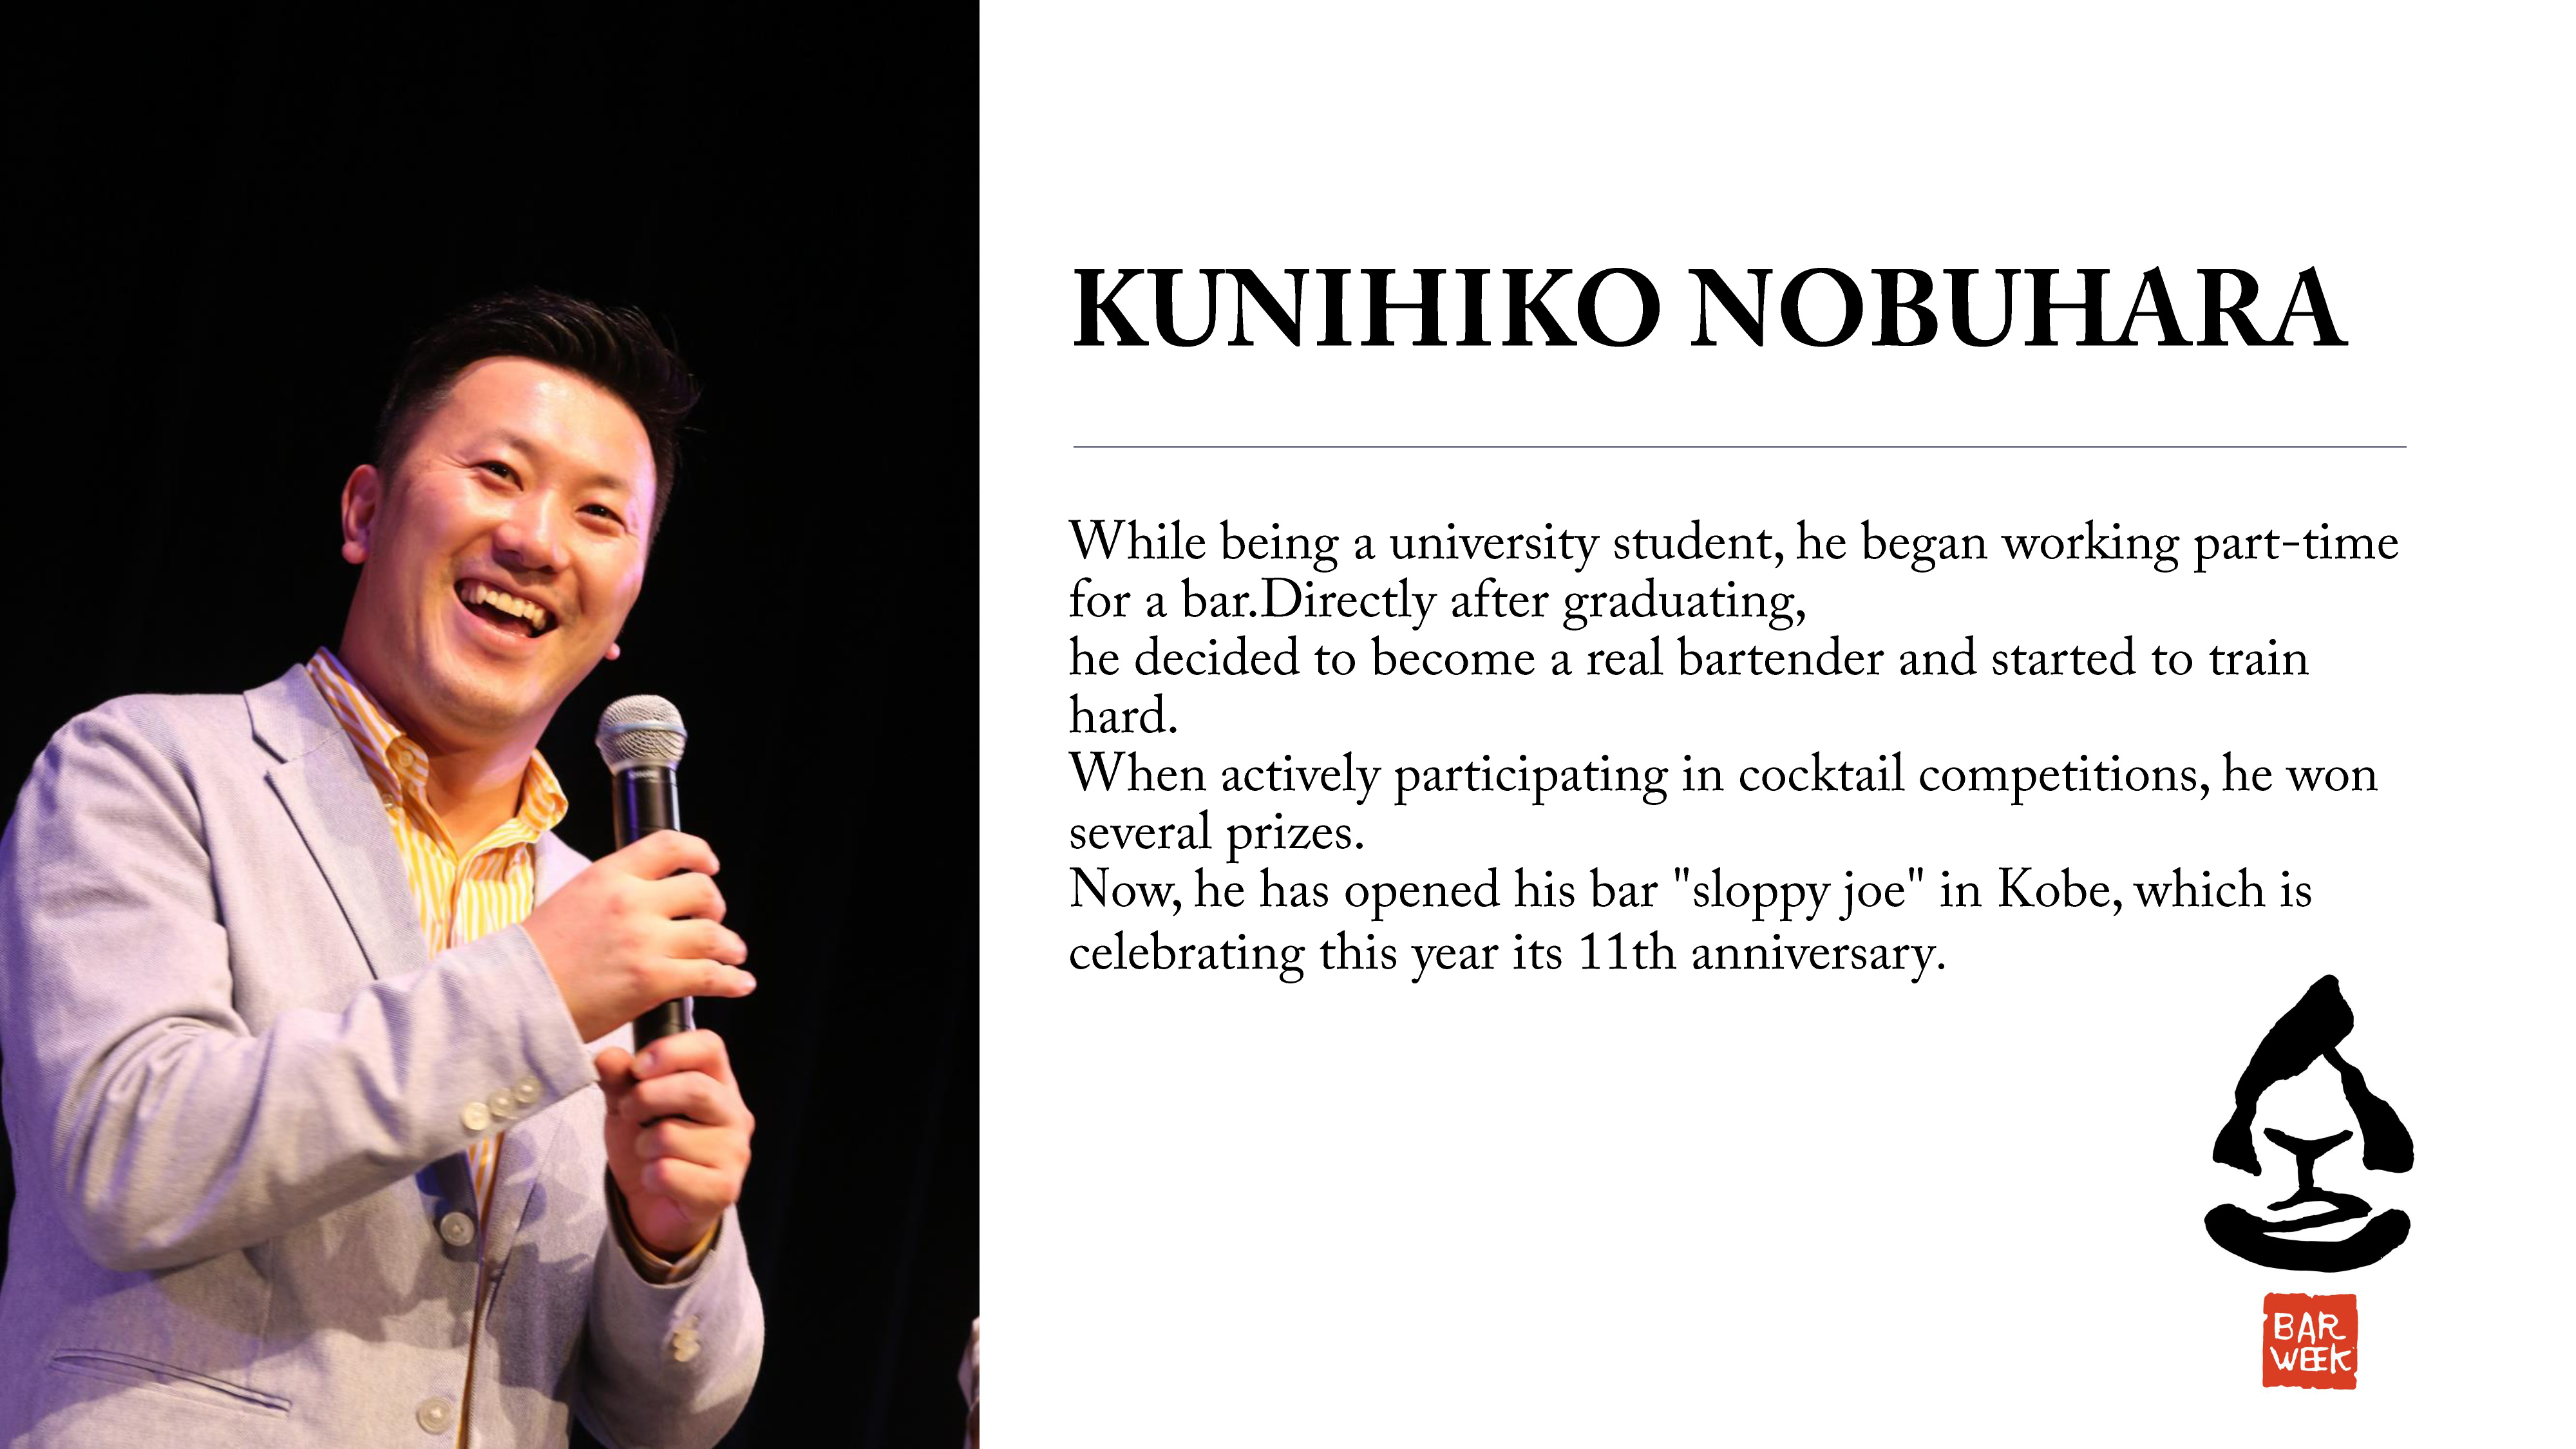 KUNIHIKO NOBUHARA
While being a university student, he began working part-time
for a bar.Directly after graduating,
he decided to become a real bartender and started to train
hard.
When actively participating in cocktail competitions, he won
several prizes.
Now, he has opened his bar "sloppy joe" in Kobe, which is
celebrating this year its 11th anniversary.
BAR
WEEK